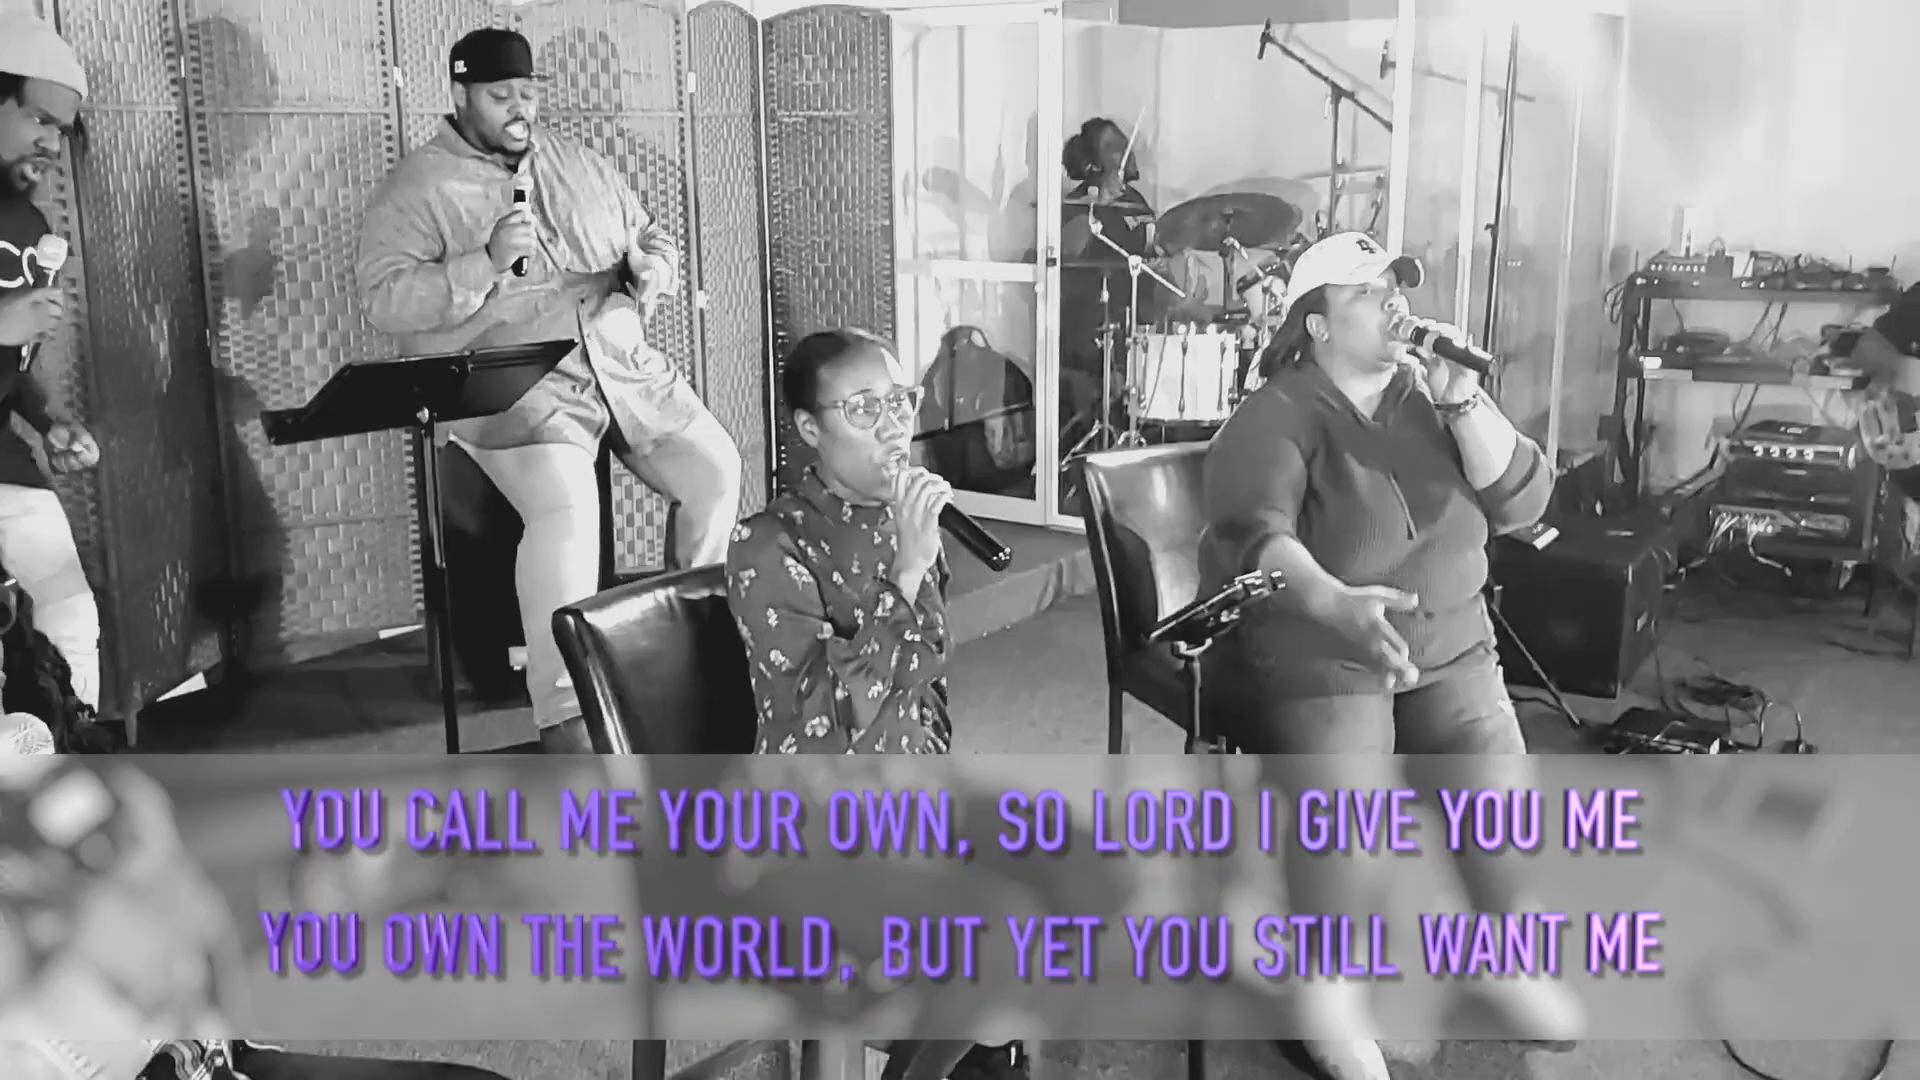 YOU CALL ME YOUR OWN, SO LORD I GIVE YOU ME
YOU OWN THE WORLD, BUT YET YOU STILL WANT ME